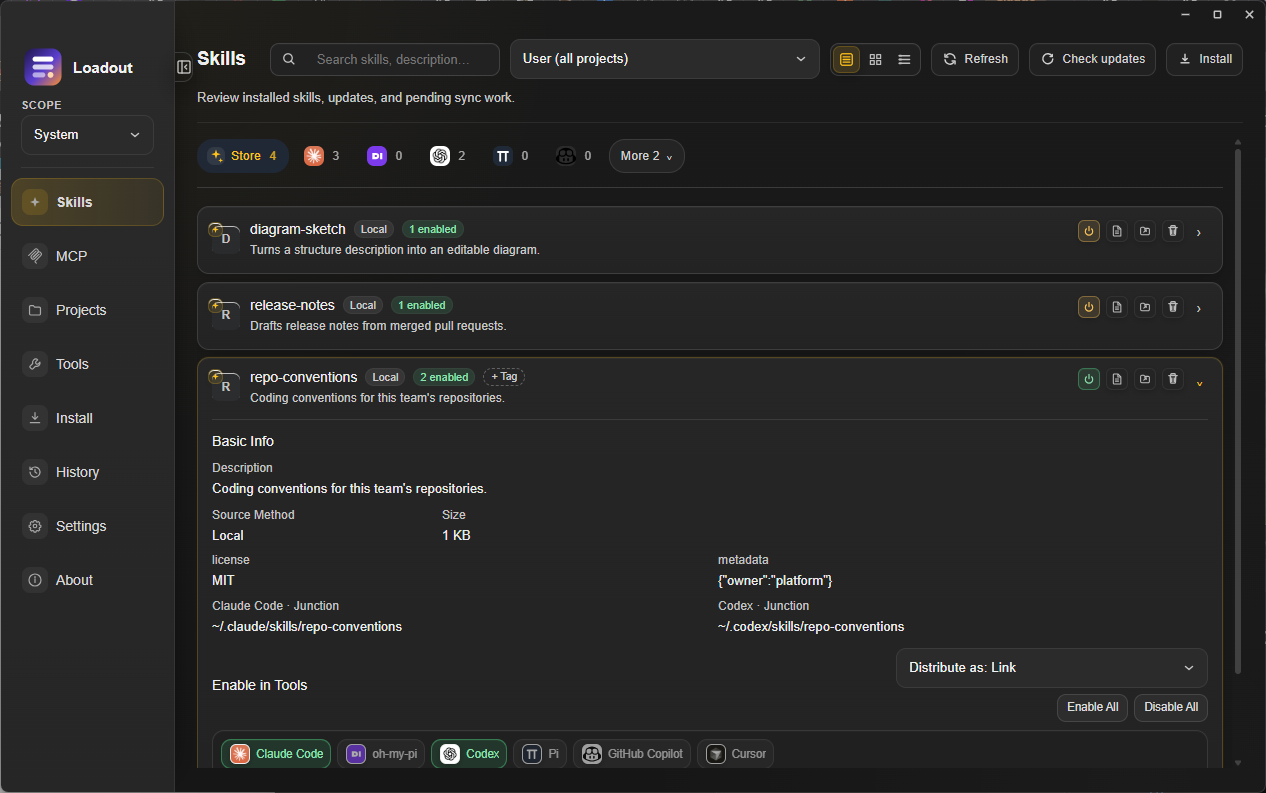 Loadout
SCOPE
System
Skills
MCP
Projects
Tools
Install
History
Settings
About
Skills
Search skills, description...
User (all projects)
Refresh
Check updates
Install
Review installed skills, updates, and pending sync work.
Store 4
3
DI 0
2
0
0
More 2
D
diagram-sketch Local 1 enabled
Turns a structure description into an editable diagram.
R
release-notes Local 1 enabled
Drafts release notes from merged pull requests.
R
repo-conventions Local 2 enabled + Tag
Coding conventions for this team's repositories.
Basic Info
Description
Coding conventions for this team's repositories.
Source Method Size
Local 1 KB
license metadata
MIT {"owner":"platform"}
Claude Code · Junction Codex · Junction
~/.claude/skills/repo-conventions ~/.codex/skills/repo-conventions
Distribute as: Link
Enable in Tools
Enable All Disable All
Claude Code DI oh-my-pi Codex Pi GitHub Copilot Cursor